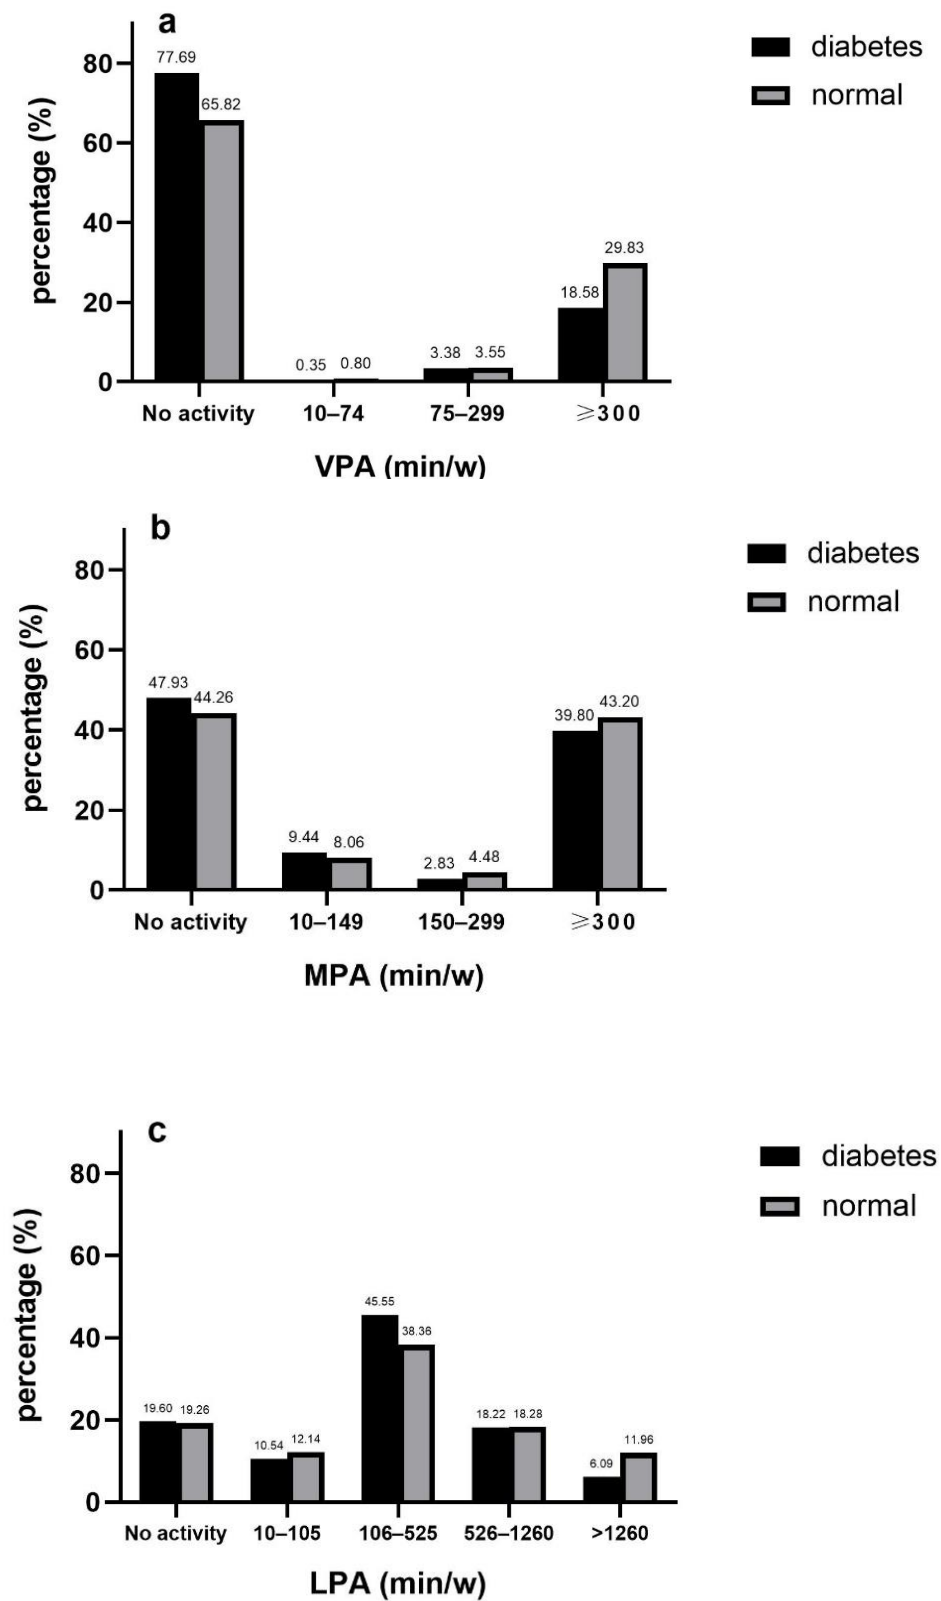 a
diabetes
normal
percentage (%)
80
60
40
20
0
77.69
65.82
0.35
0.80
3.38
3.55
18.58
29.83
No activity
10–74
75–299
⩾300
VPA (min/w)
b
diabetes
normal
percentage (%)
80
60
40
20
0
47.93
44.26
9.44
8.06
2.83
4.48
39.80
43.20
No activity
10–149
150–299
⩾300
MPA (min/w)
c
diabetes
normal
percentage (%)
80
60
40
20
0
19.60
19.26
10.54
12.14
45.55
38.36
18.22
18.28
6.09
11.96
No activity
10–105
106–525
526–1260
>1260
LPA (min/w)